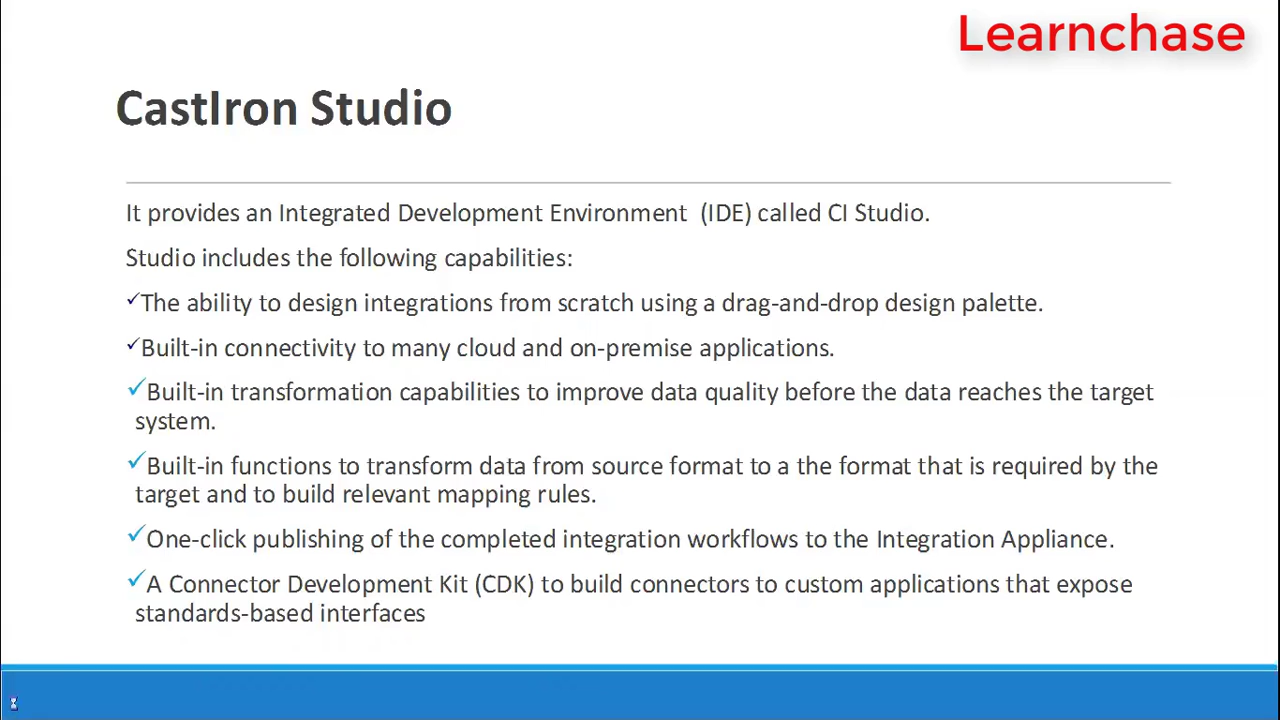 Learnchase
CastIron Studio
It provides an Integrated Development Environment (IDE) called CI Studio.
Studio includes the following capabilities:
✓The ability to design integrations from scratch using a drag-and-drop design palette.
✓Built-in connectivity to many cloud and on-premise applications.
✓Built-in transformation capabilities to improve data quality before the data reaches the target
system.
✓Built-in functions to transform data from source format to a the format that is required by the
target and to build relevant mapping rules.
✓One-click publishing of the completed integration workflows to the Integration Appliance.
✓A Connector Development Kit (CDK) to build connectors to custom applications that expose
standards-based interfaces